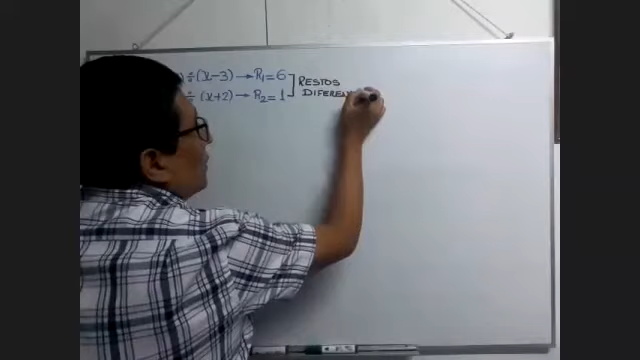 ) ÷ (x-3) → R₁=6
÷ (x+2) → R₂=1
RESTOS
DIFEREN